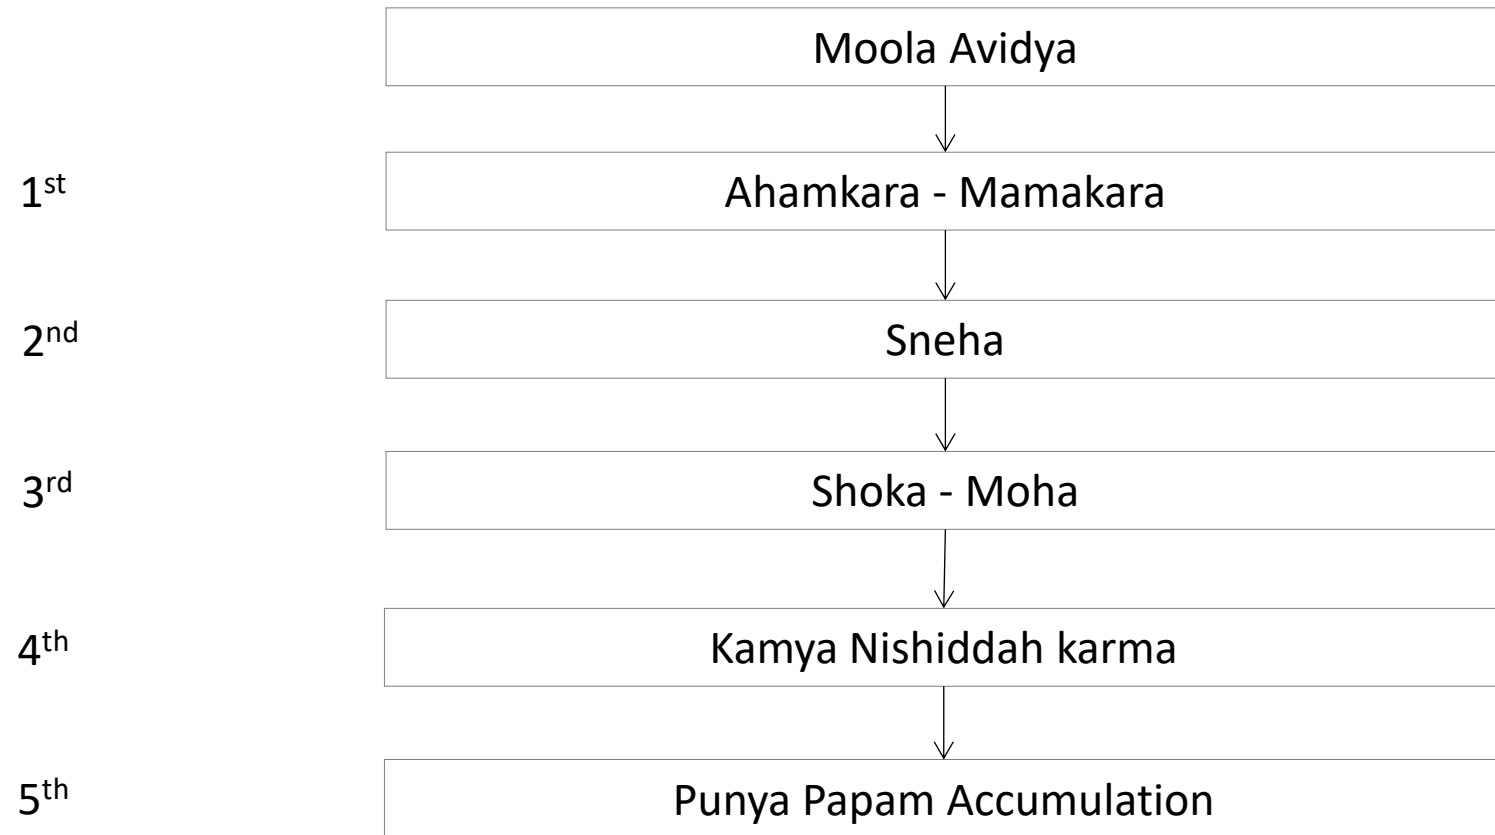 Moola Avidya
1st Ahamkara - Mamakara
2nd Sneha
3rd Shoka - Moha
4th Kamya Nishiddah karma
5th Punya Papam Accumulation